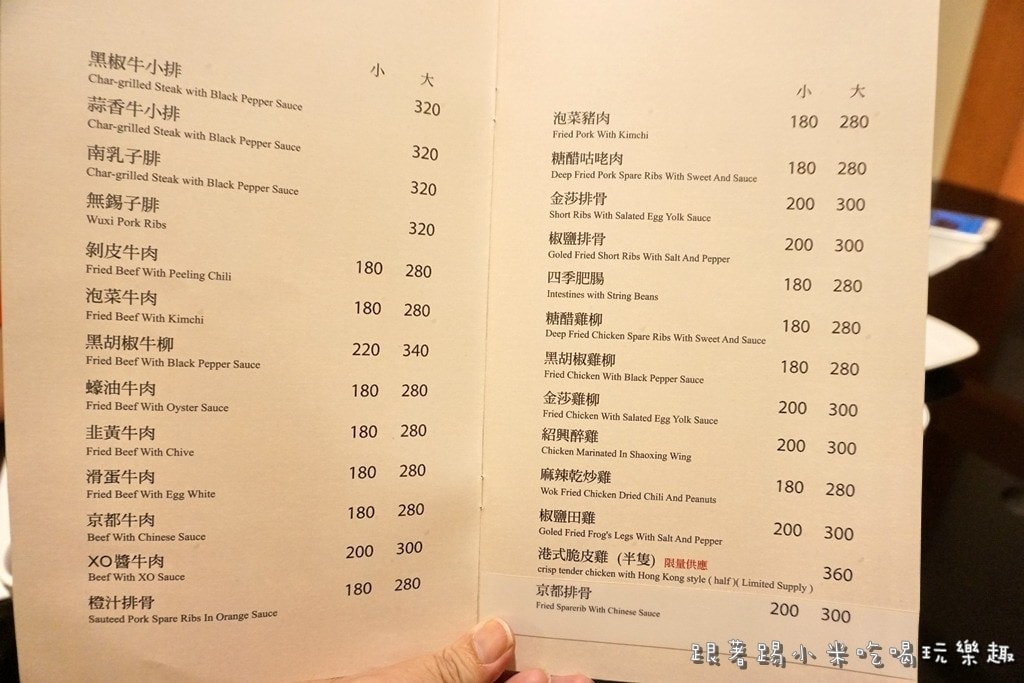 小 大
黑椒牛小排
Char-grilled Steak with Black Pepper Sauce 320
蒜香牛小排
Char-grilled Steak with Black Pepper Sauce 320
南乳子腓
Char-grilled Steak with Black Pepper Sauce 320
無錫子腓
Wuxi Pork Ribs 320
剝皮牛肉 180 280
Fried Beef With Peeling Chili
泡菜牛肉 180 280
Fried Beef With Kimchi
黑胡椒牛柳 220 340
Fried Beef With Black Pepper Sauce
蠔油牛肉 180 280
Fried Beef With Oyster Sauce
韭黃牛肉 180 280
Fried Beef With Chive
滑蛋牛肉 180 280
Fried Beef With Egg White
京都牛肉 180 280
Beef With Chinese Sauce
XO醬牛肉 200 300
Beef With XO Sauce
橙汁排骨 180 280
Sauteed Pork Spare Ribs In Orange Sauce
小 大
泡菜豬肉 180 280
Fried Pork With Kimchi
糖醋咕咾肉 180 280
Deep Fried Pork Spare Ribs With Sweet And Sauce
金莎排骨 200 300
Short Ribs With Salated Egg Yolk Sauce
椒鹽排骨 200 300
Goled Fried Short Ribs With Salt And Pepper
四季肥腸 180 280
Intestines with String Beans
糖醋雞柳 180 280
Deep Fried Chicken Spare Ribs With Sweet And Sauce
黑胡椒雞柳 180 280
Fried Chicken With Black Pepper Sauce
金莎雞柳 200 300
Fried Chicken With Salated Egg Yolk Sauce
紹興醉雞 200 300
Chicken Marinated In Shaoxing Wing
麻辣乾炒雞 180 280
Wok Fried Chicken Dried Chili And Peanuts
椒鹽田雞 200 300
Goled Fried Frog's Legs With Salt And Pepper
港式脆皮雞 (半隻) 限量供應 360
crisp tender chicken with Hong Kong style ( half )( Limited Supply )
京都排骨 200 300
Fried Sparerib With Chinese Sauce
跟著踢小米吃喝玩樂趣